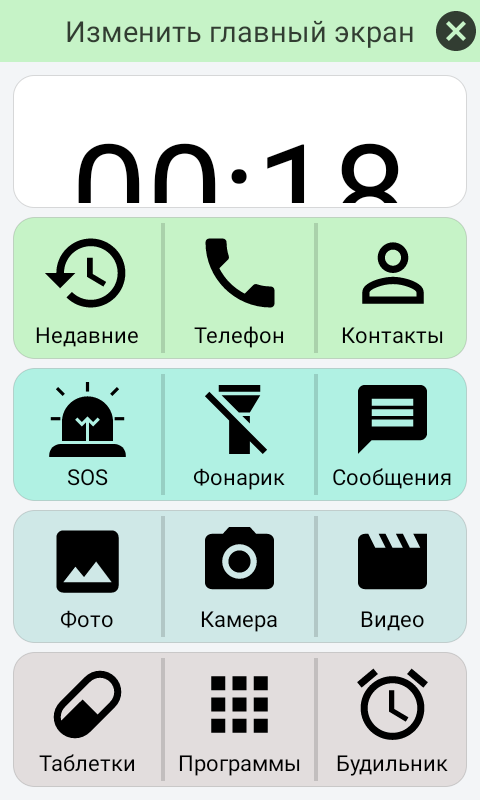 Изменить главный экран
00:18
Недавние Телефон Контакты
SOS Фонарик Сообщения
Фото Камера Видео
Таблетки Программы Будильник